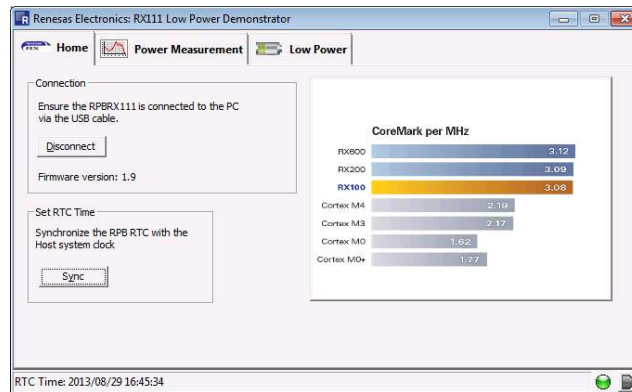 Renesas Electronics: RX111 Low Power Demonstrator
Home
Power Measurement
Low Power
Connection
Ensure the RPBRX111 is connected to the PC
via the USB cable.
Disconnect
Firmware version: 1.9
Set RTC Time
Synchronize the RPB RTC with the
Host system clock
Sync
CoreMark per MHz
RX600 3.12
RX200 3.09
RX100 3.08
Cortex M4 2.19
Cortex M3 2.17
Cortex M0 1.62
Cortex M0+ 1.77
RTC Time: 2013/08/29 16:45:34